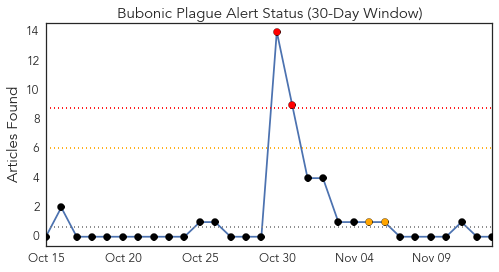 Bubonic Plague Alert Status (30-Day Window)
Articles Found
14
12
10
8
6
4
2
0
Oct 15 Oct 20 Oct 25 Oct 30 Nov 04 Nov 09